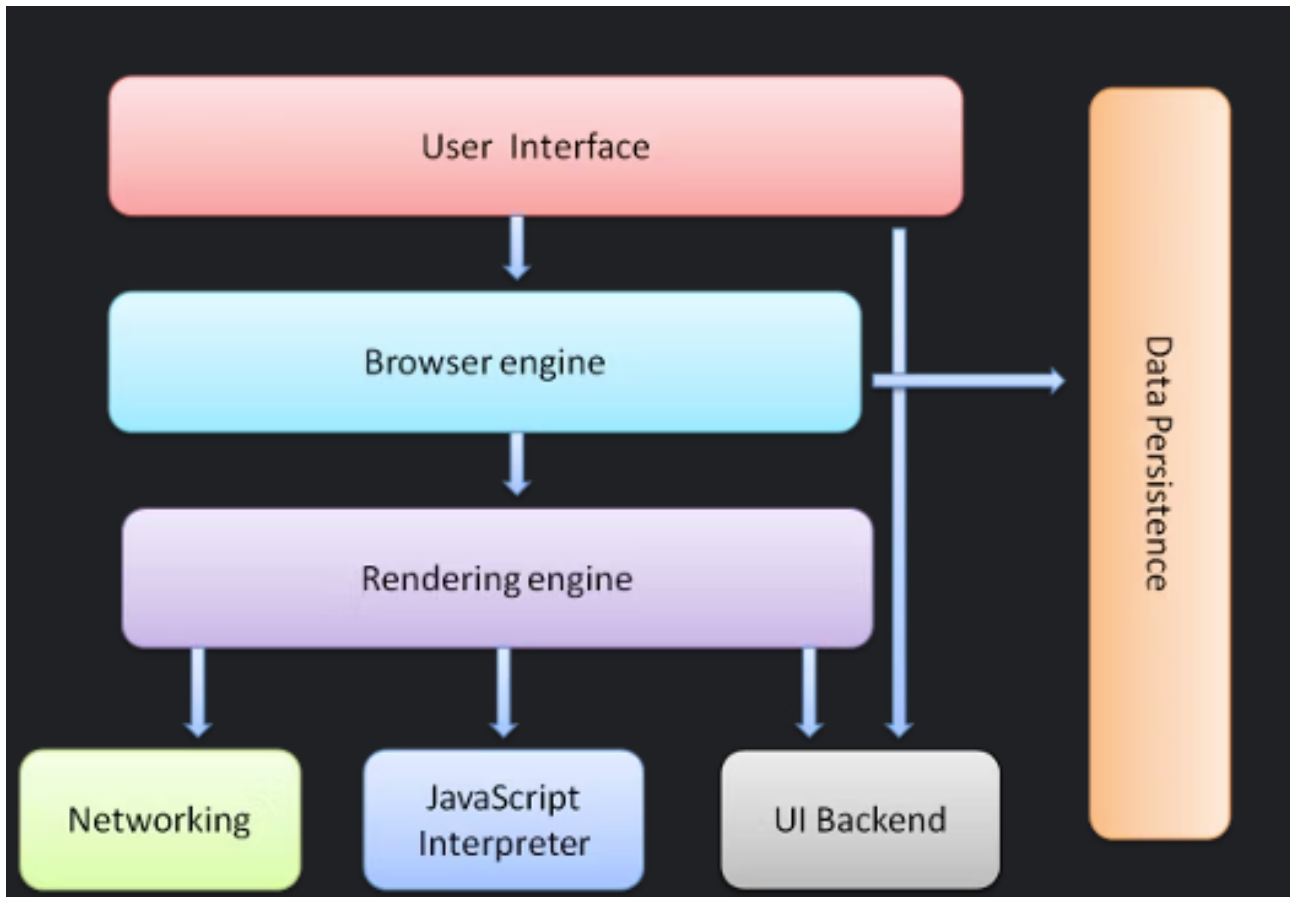 User Interface
Browser engine
Data Persistence
Rendering engine
Networking
JavaScript
Interpreter
UI Backend